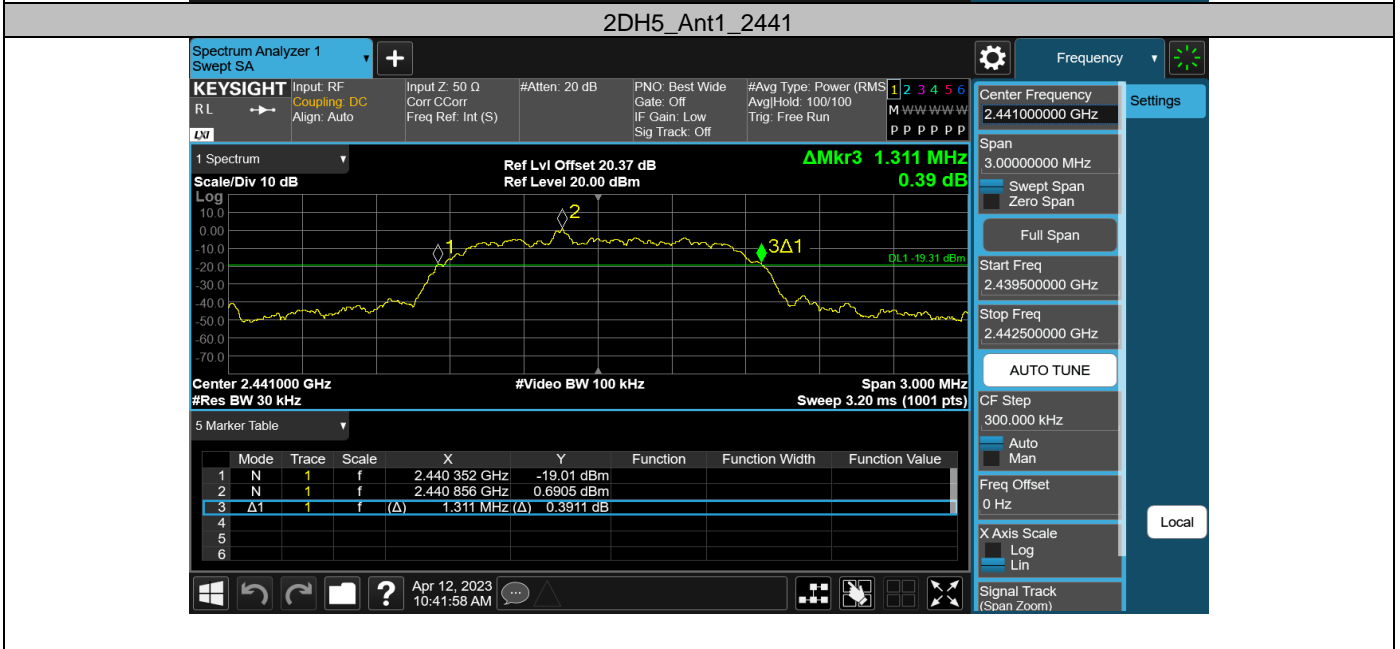 2DH5_Ant1_2441
Spectrum Analyzer 1
Swept SA
Frequency
KEYSIGHT
RL
LXI
Input: RF
Coupling: DC
Align: Auto
Input Z: 50 Ω
Corr CCorr
Freq Ref: Int (S)
#Atten: 20 dB
PNO: Best Wide
Gate: Off
IF Gain: Low
Sig Track: Off
#Avg Type: Power (RMS
Avg|Hold: 100/100
Trig: Free Run
1 2 3 4 5 6
M W W W W W
P P P P P P
1 Spectrum
Scale/Div 10 dB
Ref Lvl Offset 20.37 dB
Ref Level 20.00 dBm
ΔMkr3 1.311 MHz
0.39 dB
Log
10.0
0.00
-10.0
-20.0
-30.0
-40.0
-50.0
-60.0
-70.0
1
2
3Δ1
DL1 -19.31 dBm
Center 2.441000 GHz
#Video BW 100 kHz
Span 3.000 MHz
#Res BW 30 kHz
Sweep 3.20 ms (1001 pts)
5 Marker Table
Mode Trace Scale X Y Function Function Width Function Value
1 N 1 f 2.440 352 GHz -19.01 dBm
2 N 1 f 2.440 856 GHz 0.6905 dBm
3 Δ1 1 f (Δ) 1.311 MHz (Δ) 0.3911 dB
4
5
6
?
Apr 12, 2023
10:41:58 AM
Center Frequency
2.441000000 GHz
Settings
Span
3.00000000 MHz
Swept Span
Zero Span
Full Span
Start Freq
2.439500000 GHz
Stop Freq
2.442500000 GHz
AUTO TUNE
CF Step
300.000 kHz
Auto
Man
Freq Offset
0 Hz
X Axis Scale
Log
Lin
Local
Signal Track
(Span Zoom)